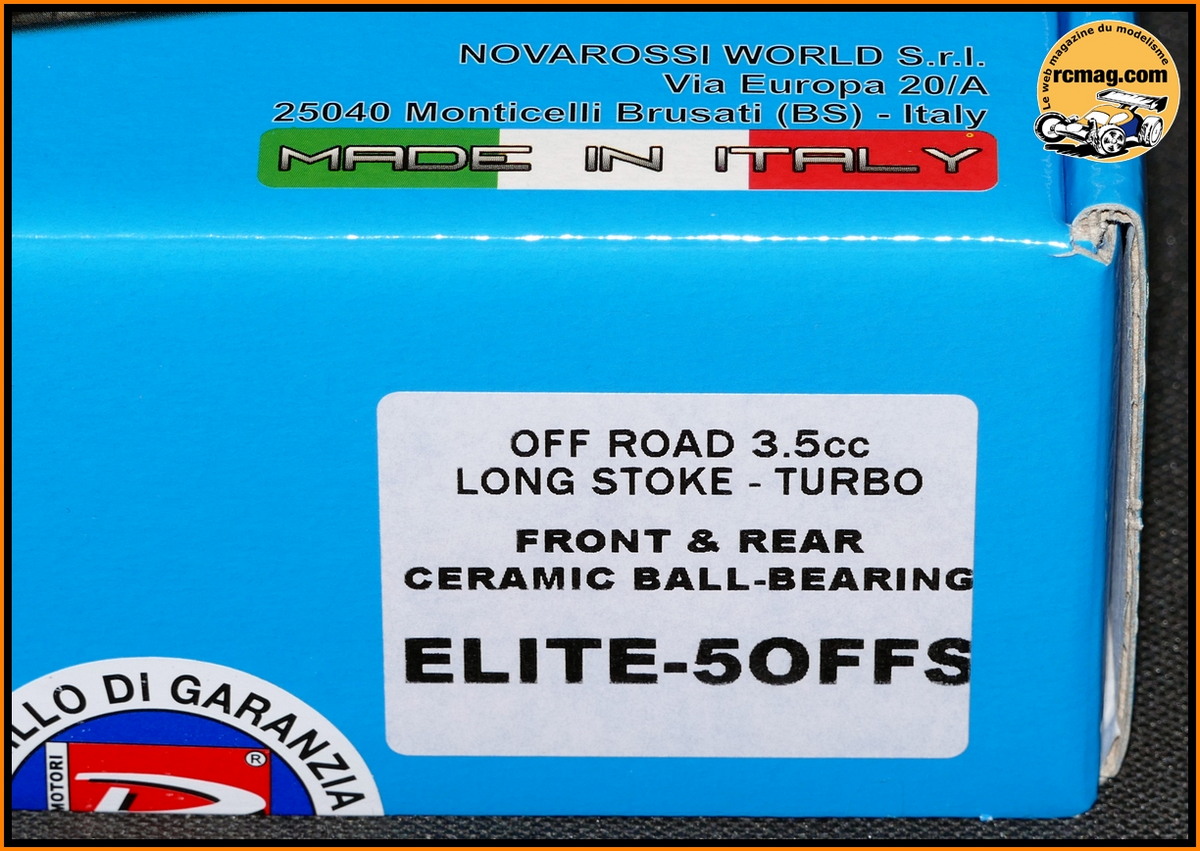 NOVAROSSI WORLD S.r.l.
Via Europa 20/A
25040 Monticelli Brusati (BS) - Italy
MADE IN ITALY
Le web magazine du modelisme
rcmag.com
OFF ROAD 3.5cc
LONG STOKE - TURBO
FRONT & REAR
CERAMIC BALL-BEARING
ELITE-5OFFS
LLO DI GARANZIA
MOTORI
®